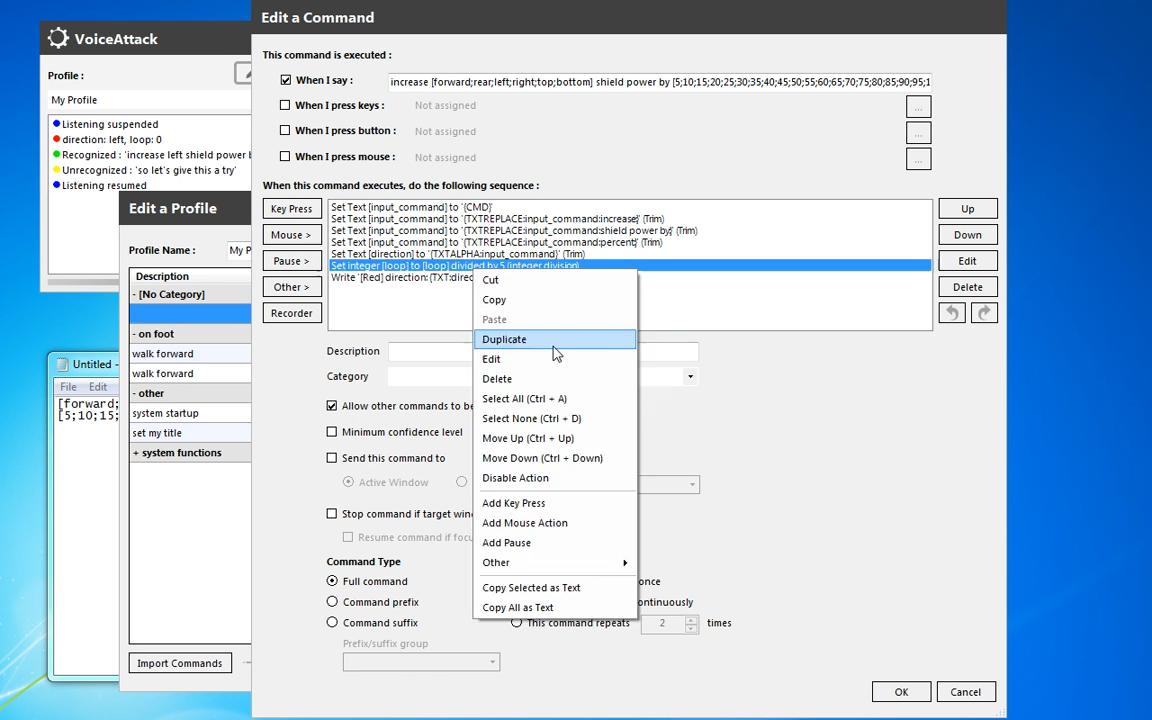 Edit a Command
VoiceAttack
This command is executed :
Profile :
When I say :
increase [forward;rear;left;right;top;bottom] shield power by [5;10;15;20;25;30;35;40;45;50;55;60;65;70;75;80;85;90;95;1
My Profile
When I press keys :
Not assigned
...
Listening suspended
direction: left, loop: 0
When I press button :
Not assigned
...
Recognized : 'increase left shield power b
When I press mouse :
Not assigned
...
Unrecognized : 'so let's give this a try'
Listening resumed
When this command executes, do the following sequence :
Edit a Profile
Key Press
Mouse >
Pause >
Other >
Recorder
Set Text [input_command] to '{CMD}'
Set Text [input_command] to '{TXTREPLACE:input_command:increase;' (Trim)
Set Text [input_command] to '{TXTREPLACE:input_command:shield power by;' (Trim)
Set Text [input_command] to '{TXTREPLACE:input_command:percent;' (Trim)
Set Text [direction] to '{TXTALPHA:input_command}' (Trim)
Set integer [loop] to [loop] divided by 5 (integer division)
Write '[Red] direction: {TXT:direc
Up
Down
Edit
Delete
Profile Name :
My P
Description
- [No Category]
- on foot
walk forward
walk forward
- other
system startup
set my title
+ system functions
Import Commands
Untitled -
File
Edit
[forward;
[5;10;15;
Cut
Copy
Paste
Duplicate
Edit
Delete
Select All (Ctrl + A)
Select None (Ctrl + D)
Move Up (Ctrl + Up)
Move Down (Ctrl + Down)
Disable Action
Add Key Press
Add Mouse Action
Add Pause
Other
Copy Selected as Text
Copy All as Text
Description
Category
Allow other commands to be
Minimum confidence level
Send this command to
Active Window
Stop command if target win
Resume command if focu
Command Type
Full command
once
Command prefix
ontinuously
Command suffix
This command repeats
2
times
Prefix/suffix group
OK
Cancel